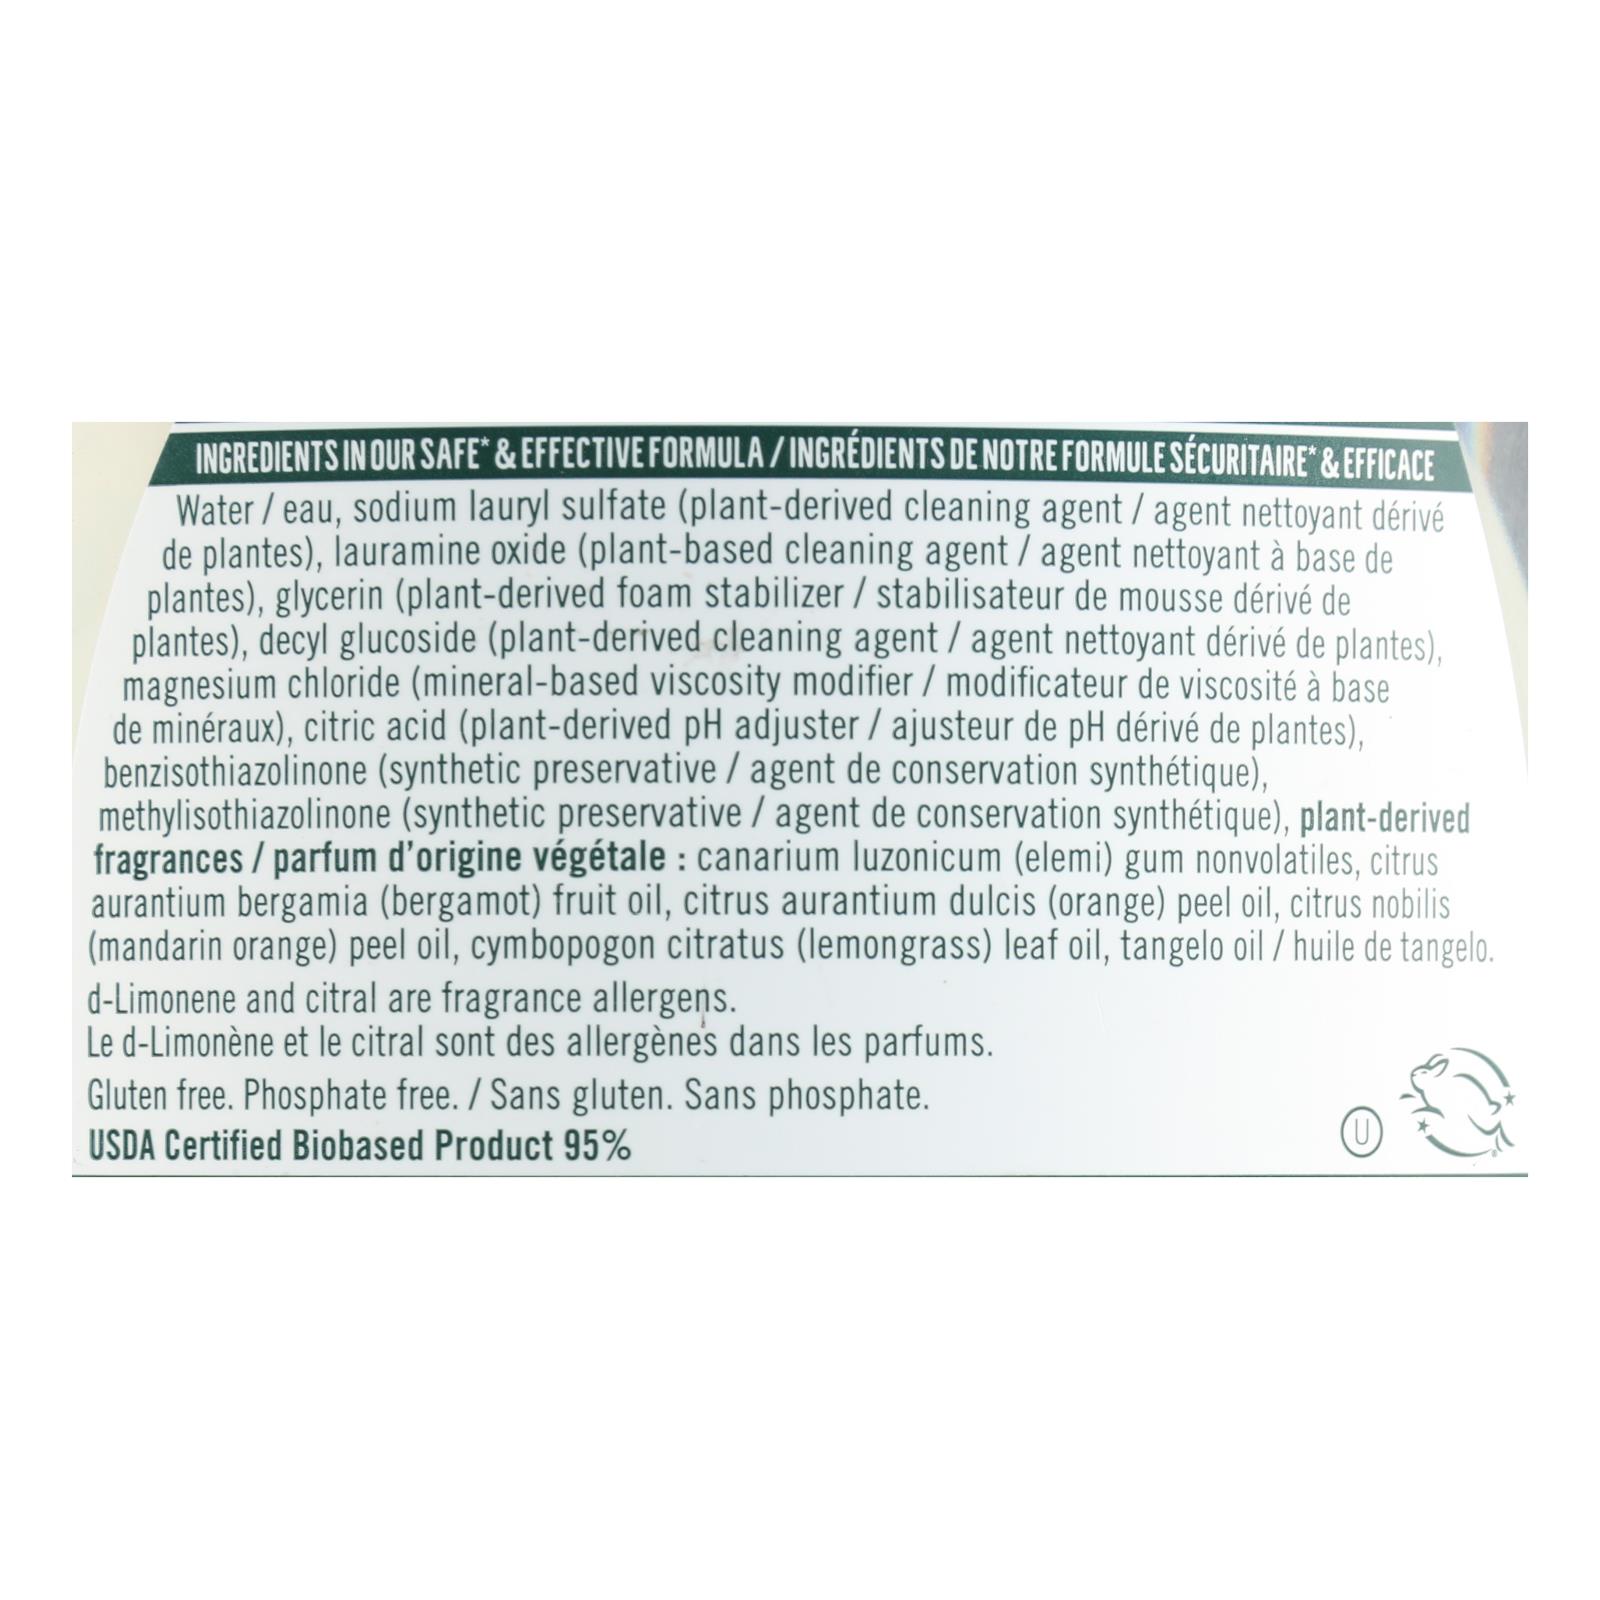 INGREDIENTS IN OUR SAFE* & EFFECTIVE FORMULA / INGRÉDIENTS DE NOTRE FORMULE SÉCURITAIRE* & EFFICACE
Water / eau, sodium lauryl sulfate (plant-derived cleaning agent / agent nettoyant dérivé
de plantes), lauramine oxide (plant-based cleaning agent / agent nettoyant à base de
plantes), glycerin (plant-derived foam stabilizer / stabilisateur de mousse dérivé de
plantes), decyl glucoside (plant-derived cleaning agent / agent nettoyant dérivé de plantes),
magnesium chloride (mineral-based viscosity modifier / modificateur de viscosité à base
de minéraux), citric acid (plant-derived pH adjuster / ajusteur de pH dérivé de plantes),
benzisothiazolinone (synthetic preservative / agent de conservation synthétique),
methylisothiazolinone (synthetic preservative / agent de conservation synthétique), plant-derived
fragrances / parfum d'origine végétale : canarium luzonicum (elemi) gum nonvolatiles, citrus
aurantium bergamia (bergamot) fruit oil, citrus aurantium dulcis (orange) peel oil, citrus nobilis
(mandarin orange) peel oil, cymbopogon citratus (lemongrass) leaf oil, tangelo oil / huile de tangelo.
d-Limonene and citral are fragrance allergens.
Le d-Limonène et le citral sont des allergènes dans les parfums.
Gluten free. Phosphate free. / Sans gluten. Sans phosphate.
USDA Certified Biobased Product 95%
U